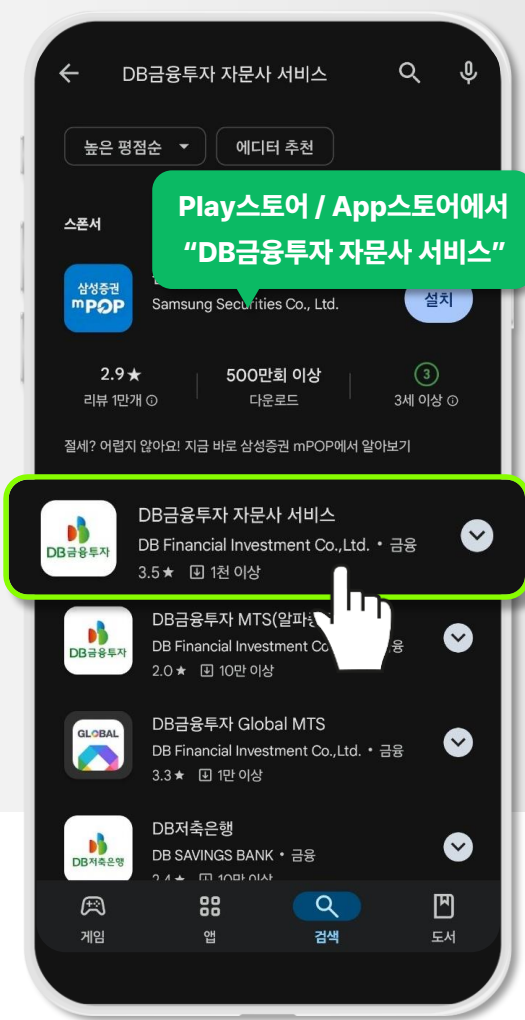 DB금융투자 자문사 서비스
높은 평점순
에디터 추천
Play스토어 / App스토어에서
“DB금융투자 자문사 서비스”
스폰서
삼성증권
mPOP
Samsung Securities Co., Ltd.
설치
2.9★
리뷰 1만개
500만회 이상
다운로드
3
3세 이상
절세? 어렵지 않아요! 지금 바로 삼성증권 mPOP에서 알아보기
DB금융투자
DB금융투자 자문사 서비스
DB Financial Investment Co.,Ltd. • 금융
3.5★ 1천 이상
DB금융투자
DB금융투자 MTS(알파
DB Financial Investment
2.0★ 10만 이상
GLOBAL
DB금융투자 Global MTS
DB Financial Investment Co.,Ltd. • 금융
3.3★ 1만 이상
DB저축은행
DB저축은행
DB SAVINGS BANK • 금융
2.4★ 10만 이상
게임
앱
검색
도서